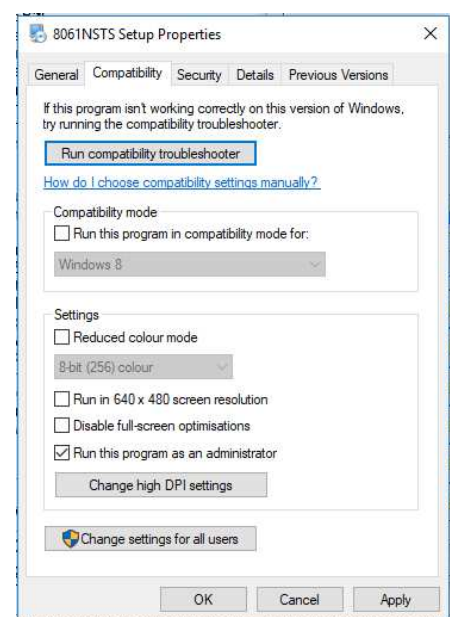 8061NSTS Setup Properties
General Compatibility Security Details Previous Versions
If this program isn't working correctly on this version of Windows,
try running the compatibility troubleshooter.
Run compatibility troubleshooter
How do I choose compatibility settings manually?
Compatibility mode
Run this program in compatibility mode for:
Windows 8
Settings
Reduced colour mode
8-bit (256) colour
Run in 640 x 480 screen resolution
Disable full-screen optimisations
Run this program as an administrator
Change high DPI settings
Change settings for all users
OK Cancel Apply